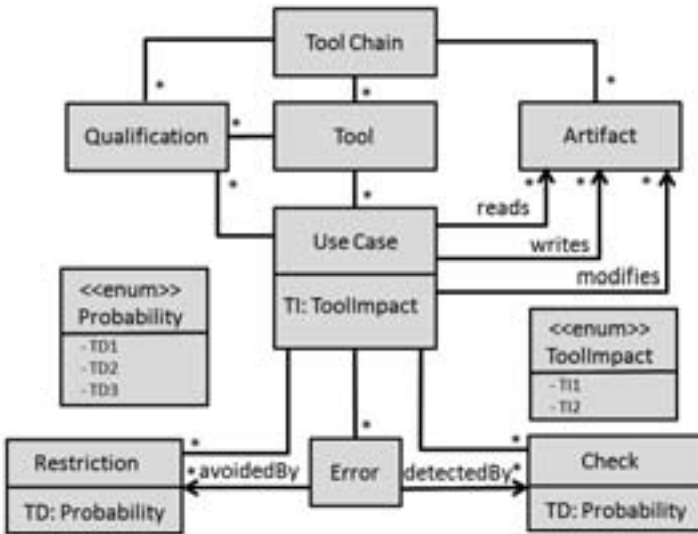 Tool Chain
*
*
*
Qualification
*
Tool
Artifact
*
*
*
*
*
reads
Use Case
writes
modifies
TI: ToolImpact
<<enum>>
Probability
- TD1
- TD2
- TD3
<<enum>>
ToolImpact
- TI1
- TI2
*
*
*
Restriction
* avoidedBy
Error
detectedBy*
Check
TD: Probability
TD: Probability